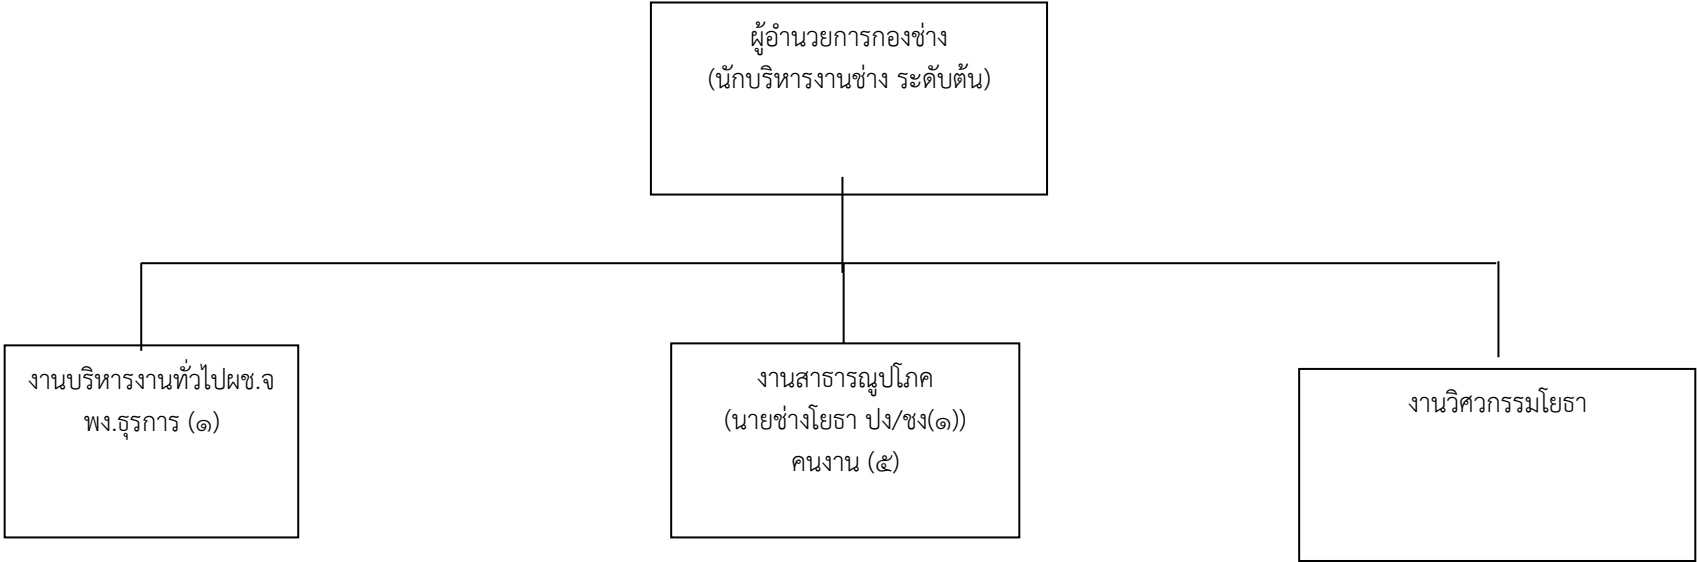 ผู้อำนวยการกองช่าง
(นักบริหารงานช่าง ระดับต้น)
งานบริหารงานทั่วไปผช.จ
พง.ธุรการ (๑)
งานสาธารณูปโภค
(นายช่างโยธา ปง/ชง(๑))
คนงาน (๕)
งานวิศวกรรมโยธา